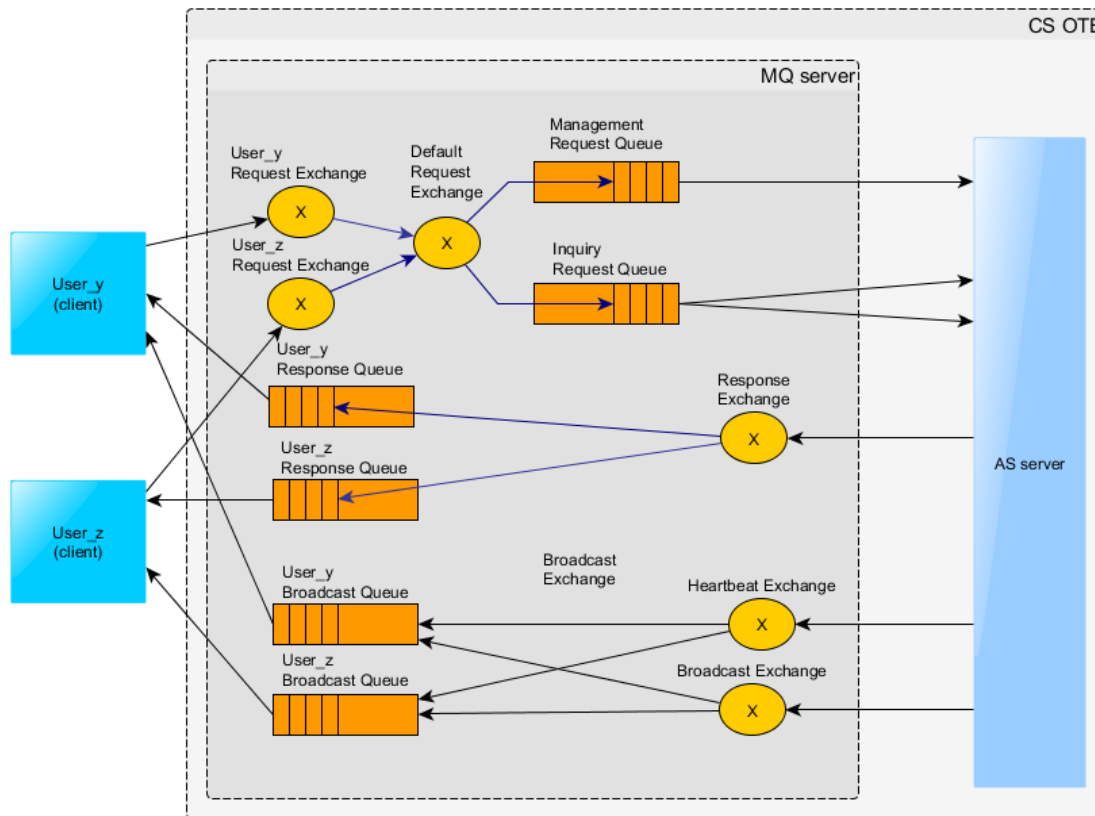 CS OTE
MQ server
Management
Request Queue
User_y
Request Exchange
Default
Request
Exchange
X
X
User_z
Request Exchange
X
Inquiry
Request Queue
User_y
(client)
User_y
Response Queue
Response
Exchange
X
User_z
Response Queue
AS server
User_z
(client)
User_y
Broadcast Queue
Broadcast
Exchange
Heartbeat Exchange
X
User_z
Broadcast Queue
Broadcast Exchange
X